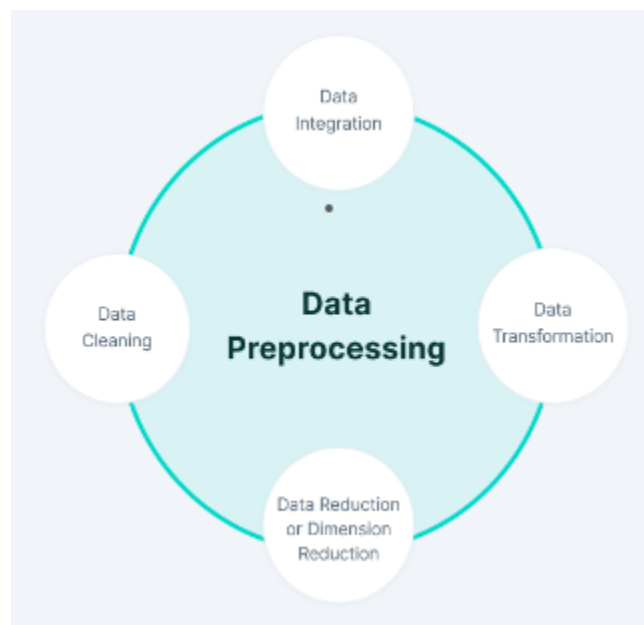 Data
Integration
Data
Cleaning
Data
Preprocessing
Data
Transformation
Data Reduction
or Dimension
Reduction